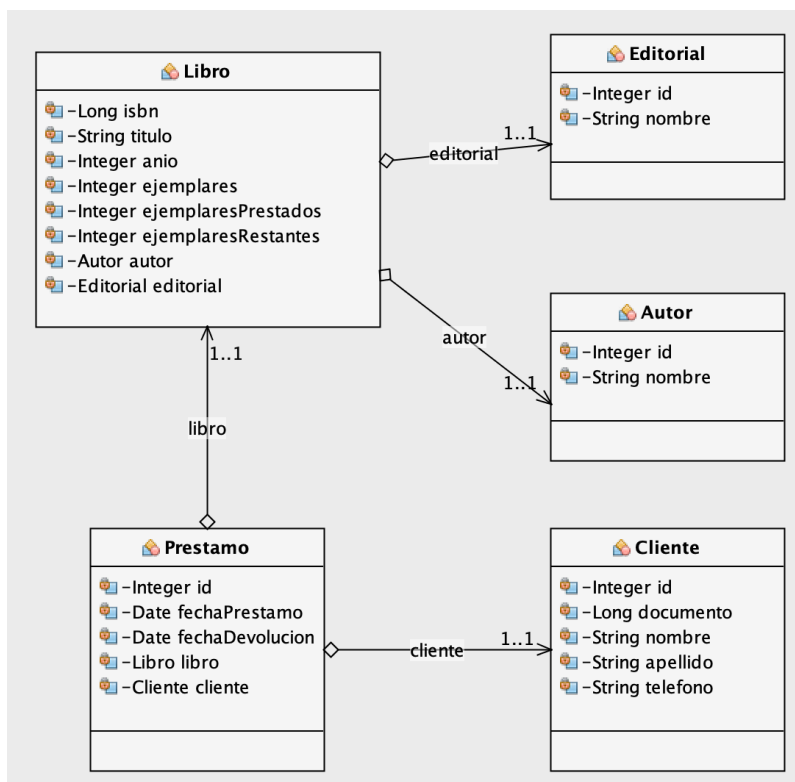 Libro
-Long isbn
-String titulo
-Integer anio
-Integer ejemplares
-Integer ejemplaresPrestados
-Integer ejemplaresRestantes
-Autor autor
-Editorial editorial
Editorial
-Integer id
-String nombre
1..1
editorial
Autor
-Integer id
-String nombre
autor
1..1
1..1
libro
Prestamo
-Integer id
-Date fechaPrestamo
-Date fechaDevolucion
-Libro libro
-Cliente cliente
Cliente
-Integer id
-Long documento
-String nombre
-String apellido
-String telefono
1..1
cliente